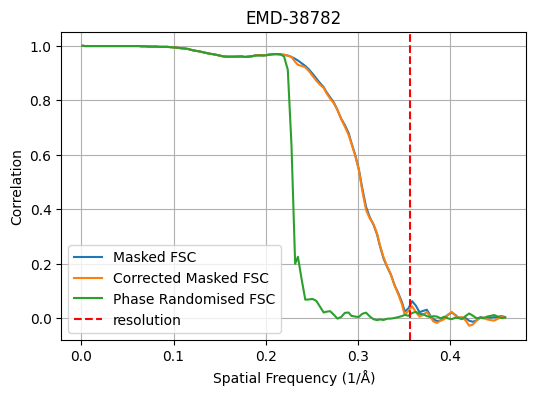 EMD-38782
1.0
0.8
0.6
0.4
0.2
0.0
Correlation
Masked FSC
Corrected Masked FSC
Phase Randomised FSC
resolution
0.0 0.1 0.2 0.3 0.4
Spatial Frequency (1/Å)